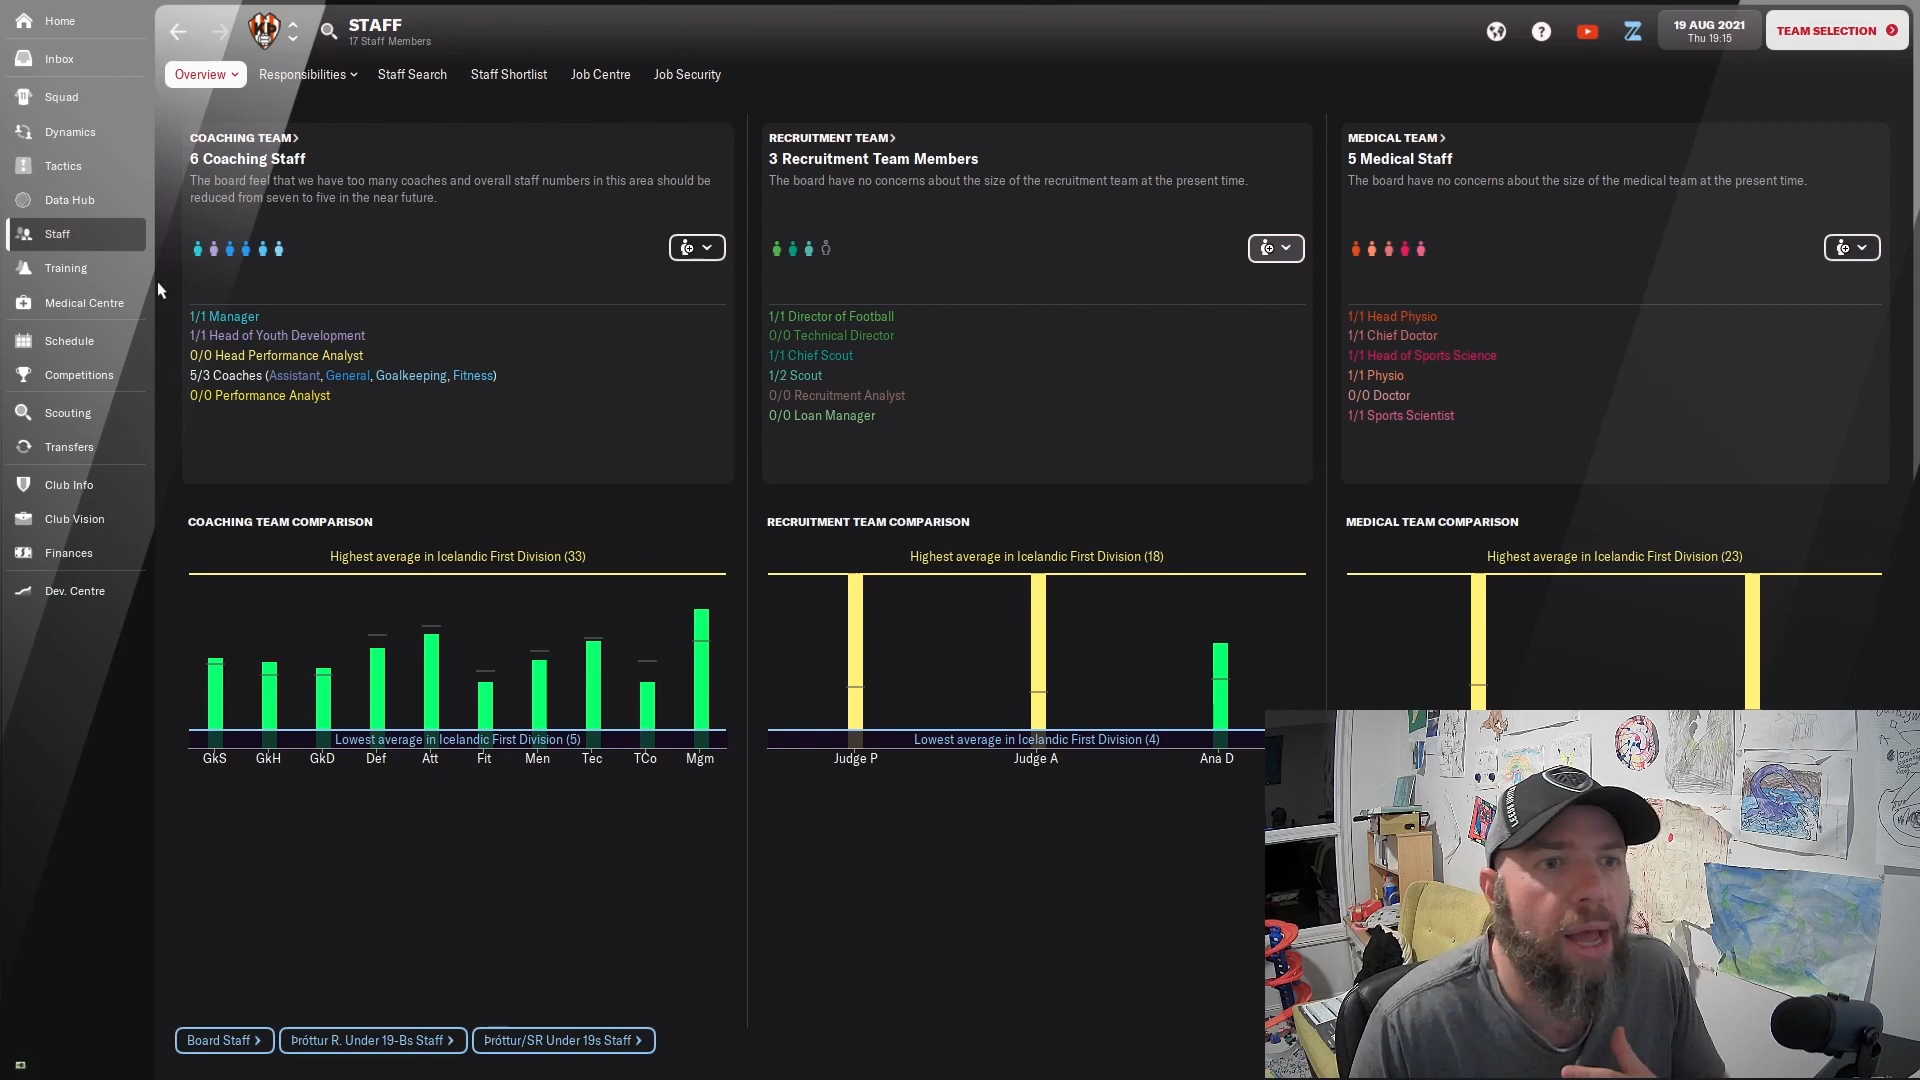 Home
Inbox
Squad
Dynamics
Tactics
Data Hub
Staff
Training
Medical Centre
Schedule
Competitions
Scouting
Transfers
Club Info
Club Vision
Finances
Dev. Centre
STAFF
17 Staff Members
19 AUG 2021
Thu 19:15
TEAM SELECTION
Overview
Responsibilities
Staff Search
Staff Shortlist
Job Centre
Job Security
COACHING TEAM>
6 Coaching Staff
The board feel that we have too many coaches and overall staff numbers in this area should be
reduced from seven to five in the near future.
1/1 Manager
1/1 Head of Youth Development
0/0 Head Performance Analyst
5/3 Coaches (Assistant, General, Goalkeeping, Fitness)
0/0 Performance Analyst
RECRUITMENT TEAM>
3 Recruitment Team Members
The board have no concerns about the size of the recruitment team at the present time.
1/1 Director of Football
0/0 Technical Director
1/1 Chief Scout
1/2 Scout
0/0 Recruitment Analyst
0/0 Loan Manager
MEDICAL TEAM>
5 Medical Staff
The board have no concerns about the size of the medical team at the present time.
1/1 Head Physio
1/1 Chief Doctor
1/1 Head of Sports Science
1/1 Physio
0/0 Doctor
1/1 Sports Scientist
COACHING TEAM COMPARISON
Highest average in Icelandic First Division (33)
Lowest average in Icelandic First Division (5)
GkS GkH GkD Def Att Fit Men Tec TCo Mgm
RECRUITMENT TEAM COMPARISON
Highest average in Icelandic First Division (18)
Lowest average in Icelandic First Division (4)
Judge P Judge A Ana D
MEDICAL TEAM COMPARISON
Highest average in Icelandic First Division (23)
Board Staff >
Þróttur R. Under 19-Bs Staff >
Þróttur/SR Under 19s Staff >